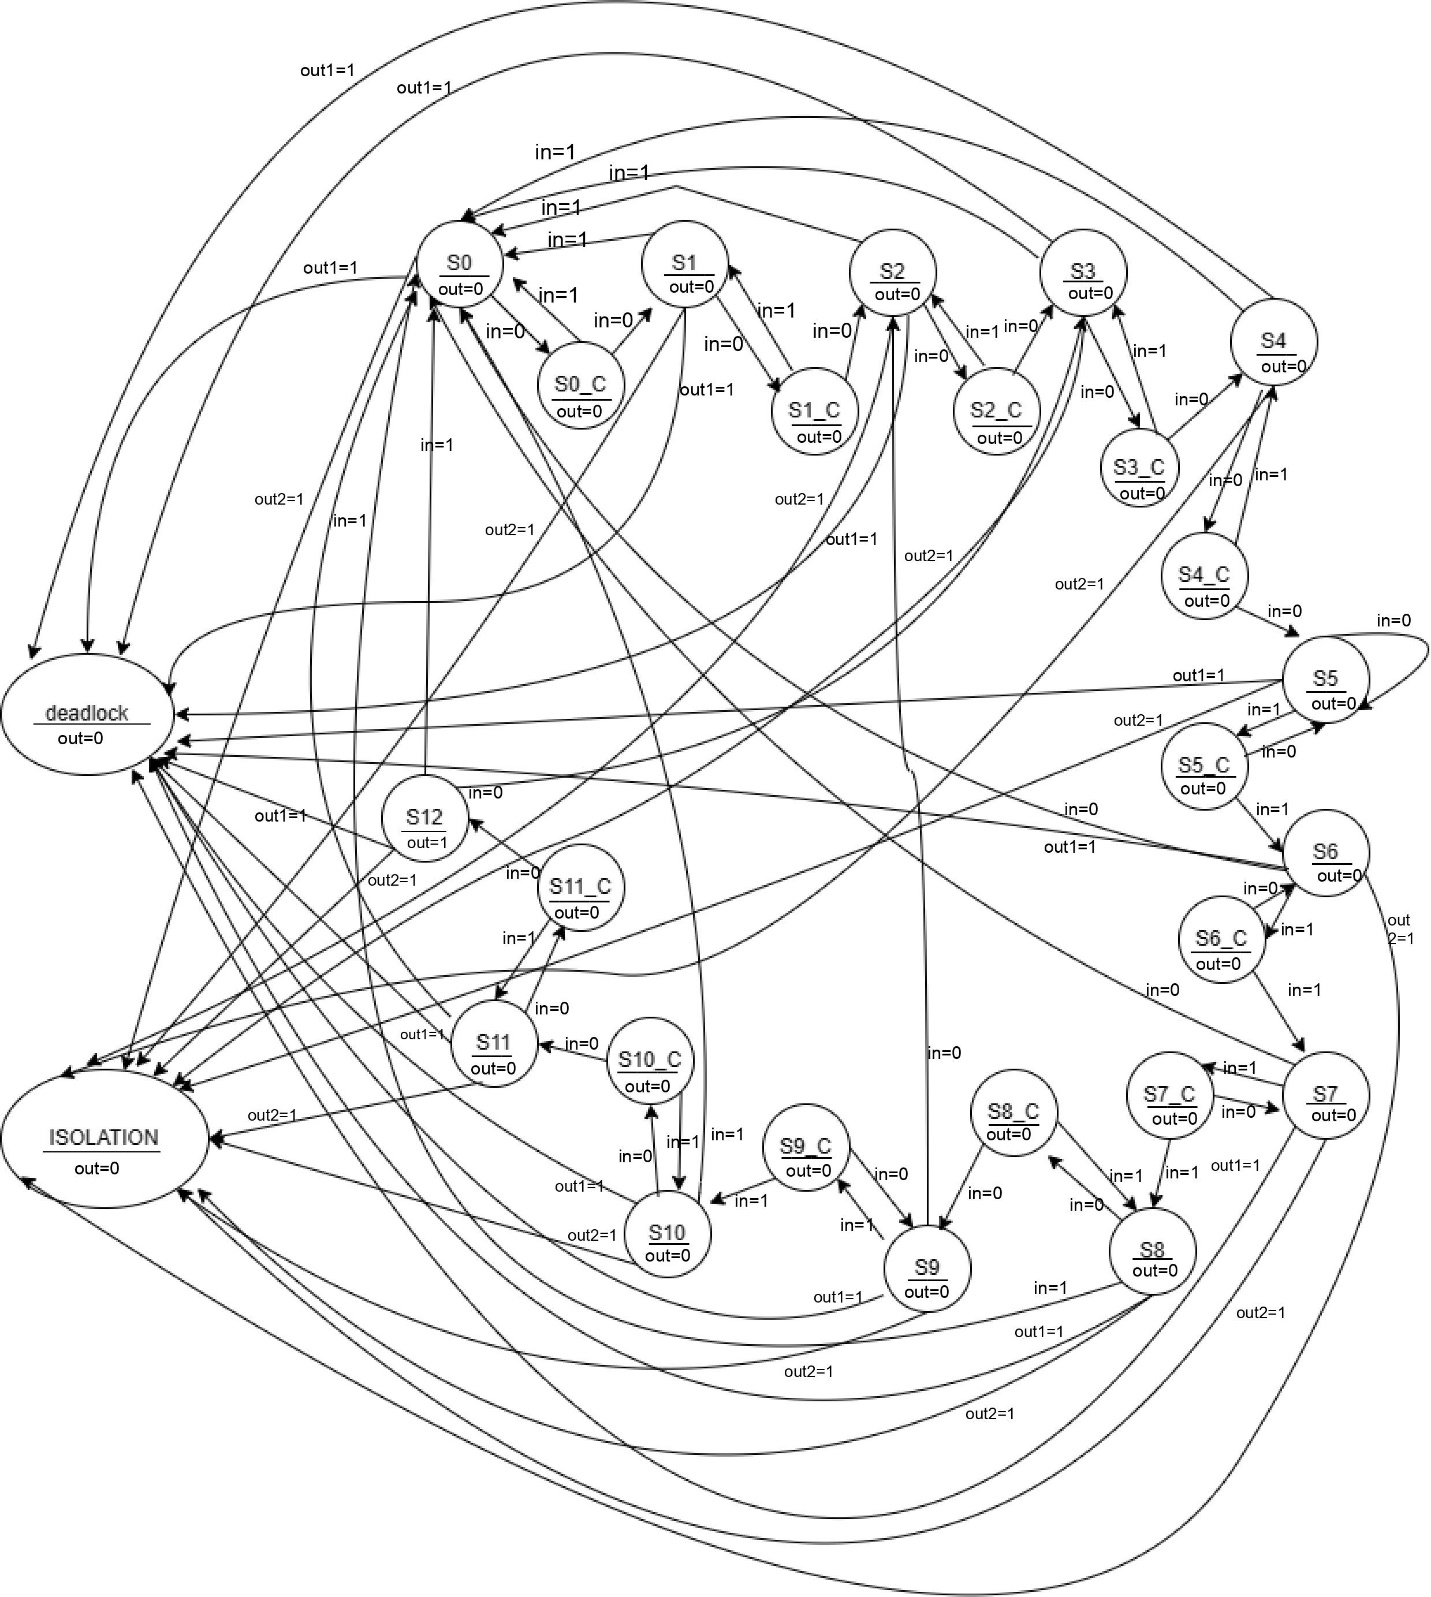 out1=1
out1=1
in=1
in=1
in=1
in=1
S0
out=0
S1
out=0
S2
out=0
S3
out=0
out1=1
in=1
in=0
in=0
in=1
in=0
in=0
in=1
in=0
in=0
S4
out=0
in=1
S0_C
out=0
out1=1
S1_C
out=0
S2_C
out=0
in=0
in=0
in=1
S3_C
out=0
in=0
in=1
out2=1
in=1
out2=1
out2=1
out1=1
out2=1
out2=1
S4_C
out=0
in=0
in=0
out1=1
S5
out=0
deadlock
out=0
in=1
out2=1
in=0
S5_C
out=0
in=0
S12
out=1
out1=1
in=0
in=1
out1=1
S6
out=0
out2=1
in=0
S11_C
out=0
in=0
out
2=1
in=1
in=1
S6_C
out=0
in=0
in=1
in=0
out1=1
S11
out=0
in=0
S10_C
out=0
in=0
in=1
S7_C
out=0
in=0
S7
out=0
out2=1
ISOLATION
out=0
in=0
in=1
in=1
S9_C
out=0
S8_C
out=0
in=1
out1=1
in=0
in=1
out1=1
in=1
in=0
in=0
out2=1
S10
out=0
in=1
S8
out=0
S9
out=0
out1=1
in=1
out2=1
out1=1
out2=1
out2=1